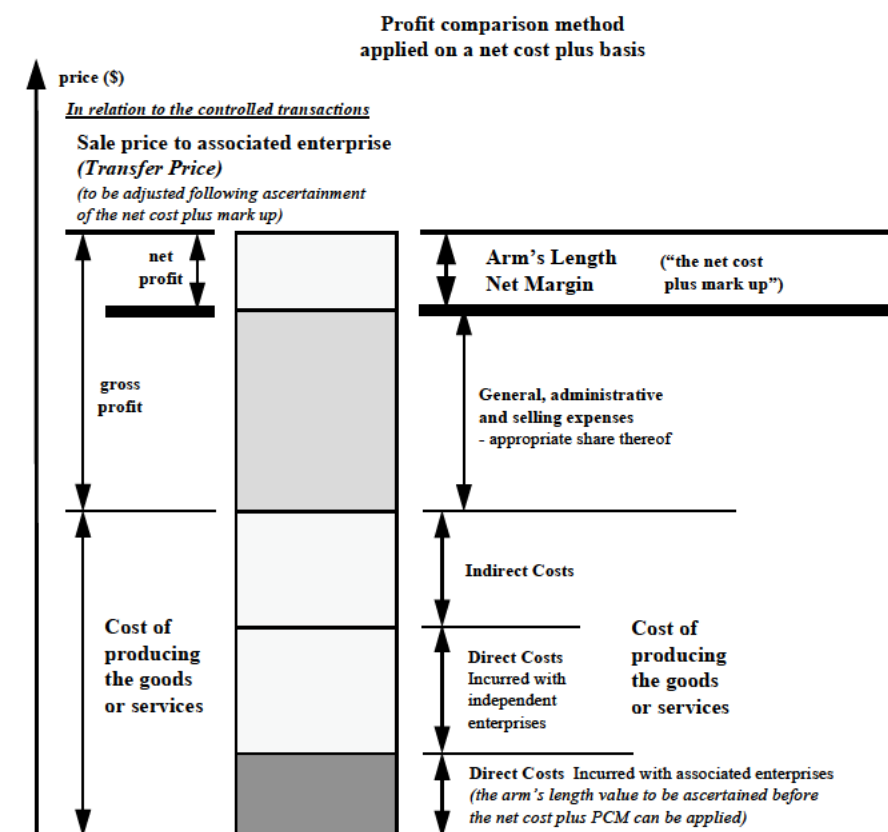 Profit comparison method
applied on a net cost plus basis
price ($)
In relation to the controlled transactions
Sale price to associated enterprise
(Transfer Price)
(to be adjusted following ascertainment
of the net cost plus mark up)
net
profit
Arm's Length
Net Margin
("the net cost
plus mark up")
gross
profit
General, administrative
and selling expenses
- appropriate share thereof
Indirect Costs
Cost of
producing
the goods
or services
Direct Costs
Incurred with
independent
enterprises
Cost of
producing
the goods
or services
Direct Costs Incurred with associated enterprises
(the arm's length value to be ascertained before
the net cost plus PCM can be applied)